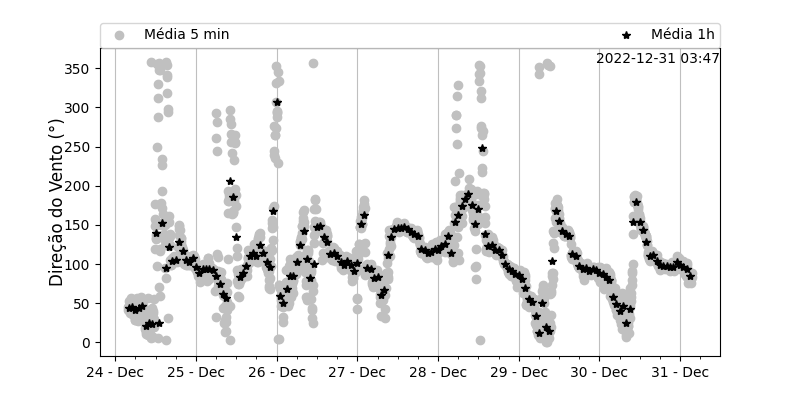 Média 5 min
Média 1h
2022-12-31 03:47
Direção do Vento (°)
350
300
250
200
150
100
50
0
24 - Dec
25 - Dec
26 - Dec
27 - Dec
28 - Dec
29 - Dec
30 - Dec
31 - Dec